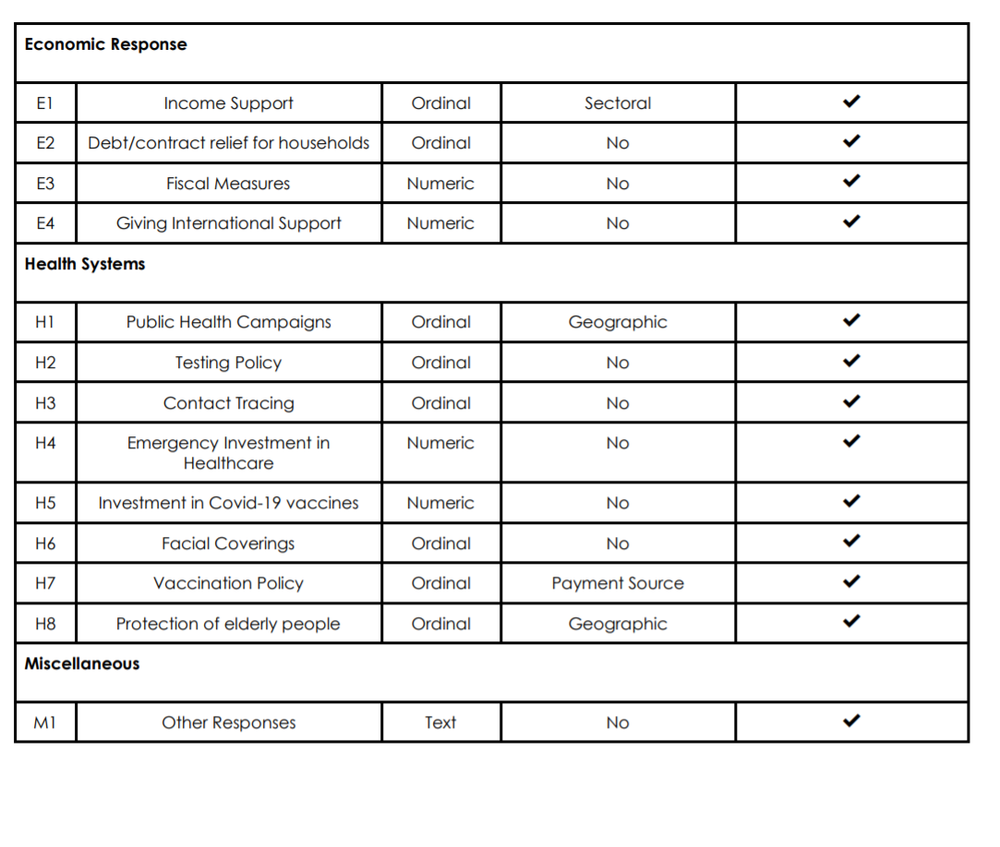 Economic Response
E1 Income Support Ordinal Sectoral ✔
E2 Debt/contract relief for households Ordinal No ✔
E3 Fiscal Measures Numeric No ✔
E4 Giving International Support Numeric No ✔
Health Systems
H1 Public Health Campaigns Ordinal Geographic ✔
H2 Testing Policy Ordinal No ✔
H3 Contact Tracing Ordinal No ✔
H4 Emergency Investment in Numeric No ✔
Healthcare
H5 Investment in Covid-19 vaccines Numeric No ✔
H6 Facial Coverings Ordinal No ✔
H7 Vaccination Policy Ordinal Payment Source ✔
H8 Protection of elderly people Ordinal Geographic ✔
Miscellaneous
M1 Other Responses Text No ✔